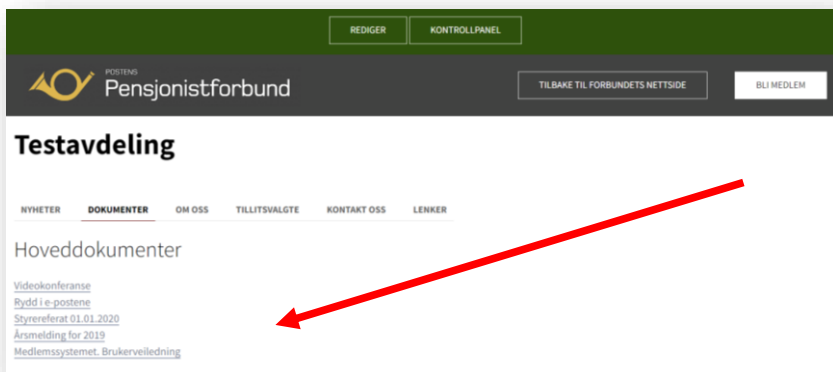 REDIGER KONTROLLPANEL
POSTENS
Pensjonistforbund
TILBAKE TIL FORBUNDETS NETTSIDE BLI MEDLEM
Testavdeling
NYHETER DOKUMENTER OM OSS TILLITSVALGTE KONTAKT OSS LENKER
Hoveddokumenter
Videokonferanse
Rydd i e-postene
Styrereferat 01.01.2020
Årsmelding for 2019
Medlemssystemet. Brukerveiledning